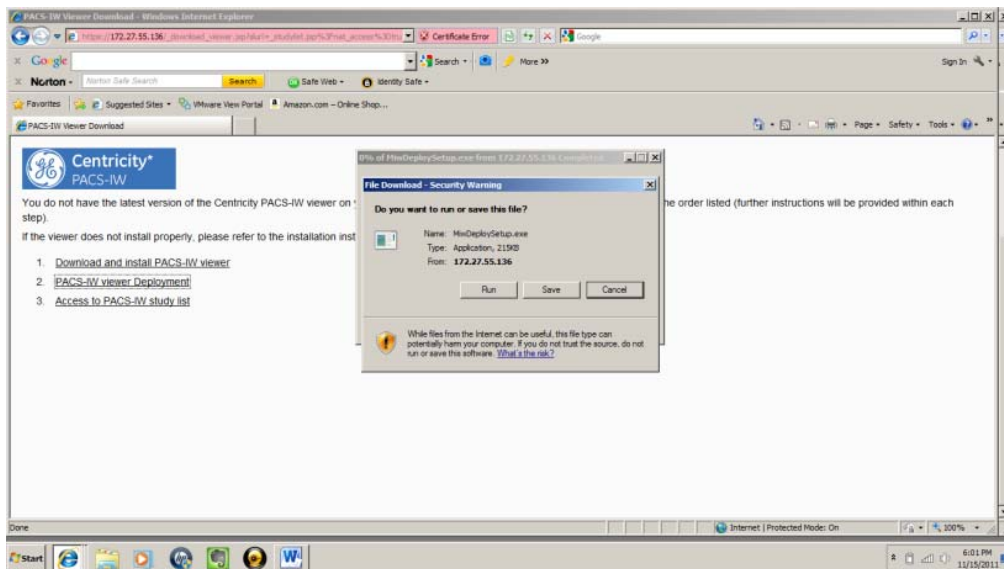 PACS-IW Viewer Download - Windows Internet Explorer
Certificate Error
Google
Google
Search
More »
Sign In
Norton
Norton Safe Search
Search
Safe Web
Identity Safe
Favorites
Suggested Sites
VMware View Portal
Amazon.com – Online Shop...
PACS-IW Viewer Download
Page
Safety
Tools
Centricity*
PACS-IW
You do not have the latest version of the Centricity PACS-IW viewer on
he order listed (further instructions will be provided within each
step).
If the viewer does not install properly, please refer to the installation inst
1. Download and install PACS-IW viewer
2. PACS-IW viewer Deployment
3. Access to PACS-IW study list
0% of MiwDeploySetup.exe from 172.27.55.136 Completed
File Download - Security Warning
Do you want to run or save this file?
Name: MiwDeploySetup.exe
Type: Application, 215KB
From: 172.27.55.136
Run
Save
Cancel
While files from the Internet can be useful, this file type can
potentially harm your computer. If you do not trust the source, do not
run or save this software. What's the risk?
Done
Internet | Protected Mode: On
100%
Start
6:01 PM
11/15/2011